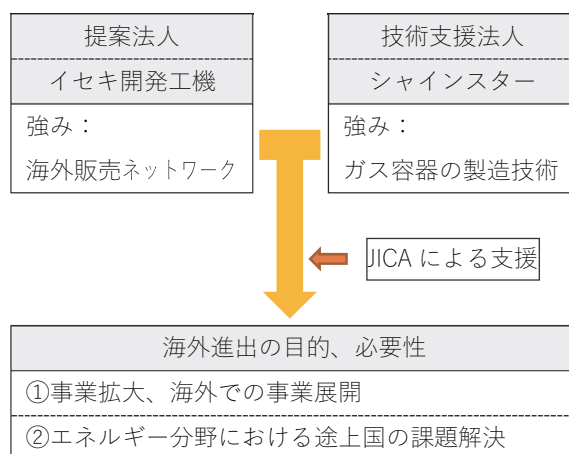 提案法人
イセキ開発工機
強み：
海外販売ネットワーク
技術支援法人
シャインスター
強み：
ガス容器の製造技術
JICA による支援
海外進出の目的、必要性
①事業拡大、海外での事業展開
②エネルギー分野における途上国の課題解決